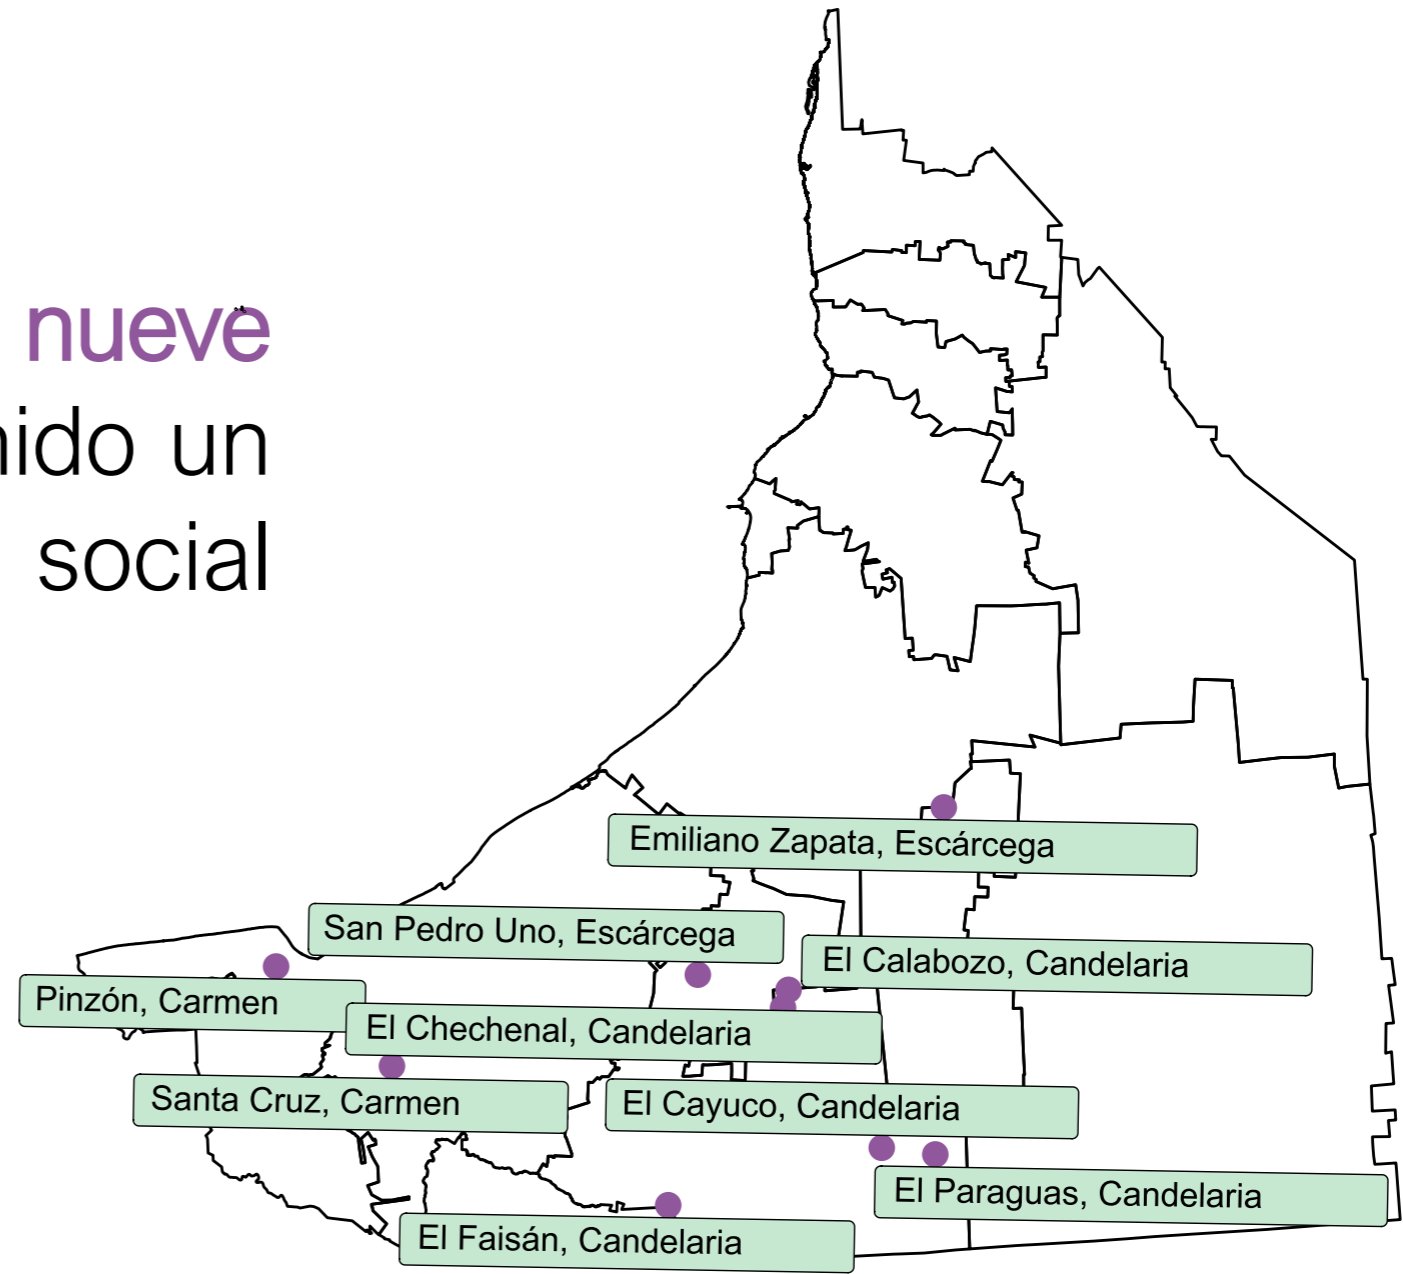 nueve
un
social
Emiliano Zapata, Escárcega
San Pedro Uno, Escárcega
El Calabozo, Candelaria
Pinzón, Carmen
El Chechenal, Candelaria
Santa Cruz, Carmen
El Cayuco, Candelaria
El Paraguas, Candelaria
El Faisán, Candelaria